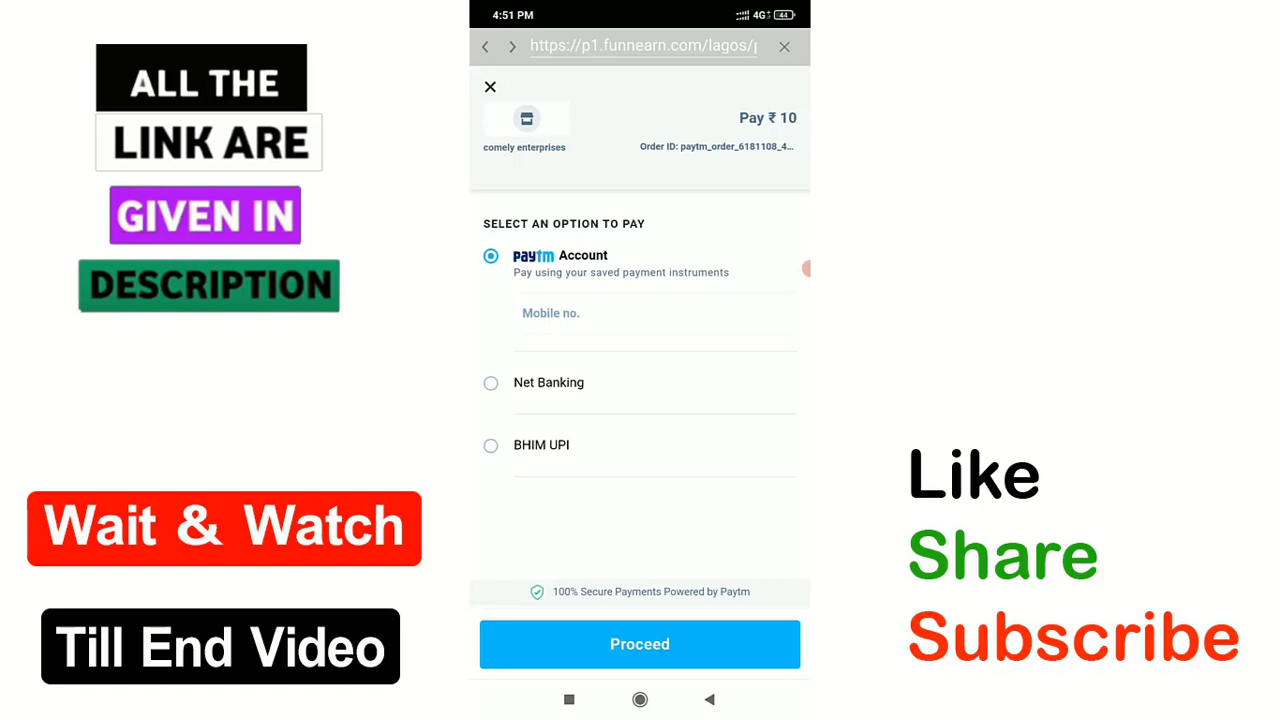 ALL THE
LINK ARE
GIVEN IN
DESCRIPTION
Wait & Watch
Till End Video
4:51 PM
4G+
44
https://p1.funnearn.com/lagos/
Pay ₹ 10
comely enterprises
Order ID: paytm_order_6181108_4...
SELECT AN OPTION TO PAY
paytm Account
Pay using your saved payment instruments
Mobile no.
Net Banking
BHIM UPI
100% Secure Payments Powered by Paytm
Proceed
Like
Share
Subscribe